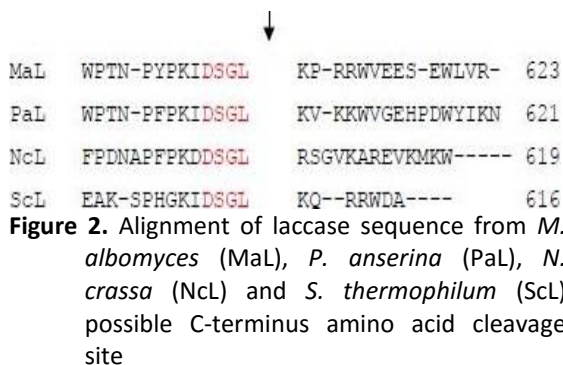 MaL WPTN-PYPKIDSGL KP-RRWVEES-EWLVR- 623
PaL WPTN-PFPKIDSGL KV-KKWVGEHPDWYIKN 621
NcL FPDNAPFPKDDSGL RSGVKAREVKMKW----- 619
ScL EAK-SPHGKIDSGL KQ--RRWDA---- 616
Figure 2. Alignment of laccase sequence from M.
albomyces (MaL), P. anserina (PaL), N.
crassa (NcL) and S. thermophilum (ScL)
possible C-terminus amino acid cleavage
site